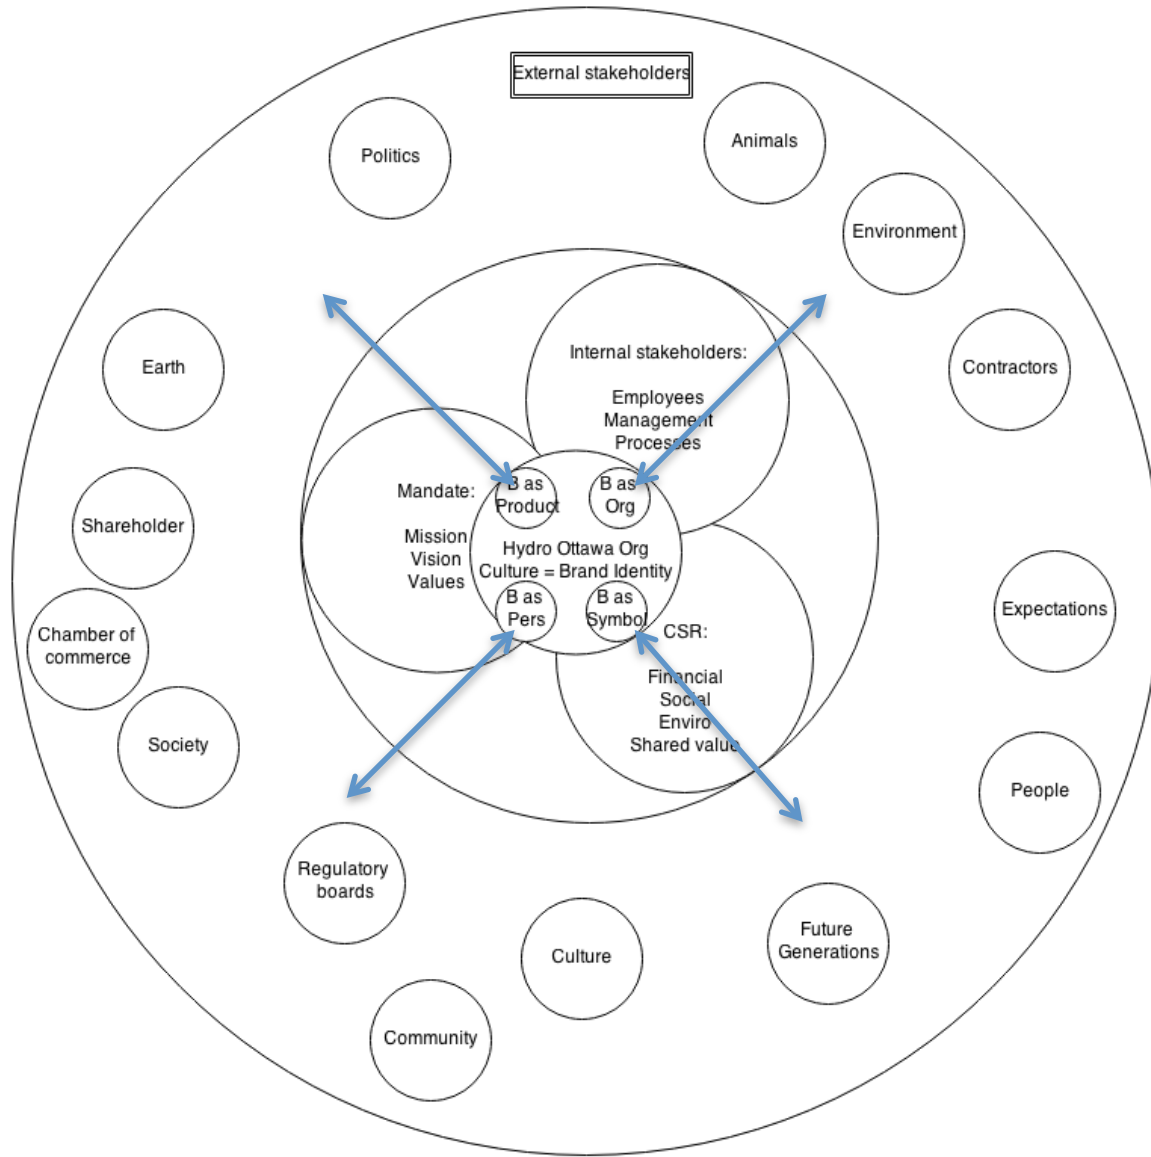 External stakeholders
Politics
Animals
Environment
Earth
Contractors
Internal stakeholders:
Employees
Management
Processes
Mandate:
Mission
Vision
Values
B as
Product
B as
Org
Hydro Ottawa Org
Culture = Brand Identity
B as
Pers
B as
Symbol
CSR:
Financial
Social
Enviro
Shared value
Shareholder
Chamber of
commerce
Society
Expectations
People
Regulatory
boards
Culture
Future
Generations
Community